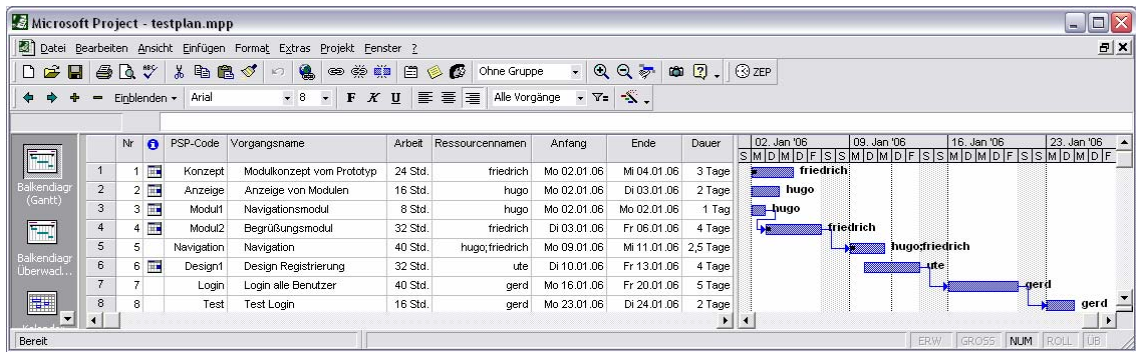 Microsoft Project - testplan.mpp
Datei Bearbeiten Ansicht Einfügen Format Extras Projekt Fenster ?
Ohne Gruppe ZEP
Einblenden Arial 8 F K U Alle Vorgänge
Nr PSP-Code Vorgangsname Arbeit Ressourcennamen Anfang Ende Dauer 02. Jan '06 09. Jan '06 16. Jan '06 23. Jan '06
S M D M D F S S M D M D F S S M D M D F S S M D M D F
1 1 Konzept Modulkonzept vom Prototyp 24 Std. friedrich Mo 02.01.06 Mi 04.01.06 3 Tage friedrich
2 2 Anzeige Anzeige von Modulen 16 Std. hugo Mo 02.01.06 Di 03.01.06 2 Tage hugo
3 3 Modul1 Navigationsmodul 8 Std. hugo Mo 02.01.06 Mo 02.01.06 1 Tag hugo
4 4 Modul2 Begrüßungsmodul 32 Std. friedrich Di 03.01.06 Fr 06.01.06 4 Tage friedrich
5 5 Navigation Navigation 40 Std. hugo;friedrich Mo 09.01.06 Mi 11.01.06 2,5 Tage hugo;friedrich
6 6 Design1 Design Registrierung 32 Std. ute Di 10.01.06 Fr 13.01.06 4 Tage ute
7 7 Login Login alle Benutzer 40 Std. gerd Mo 16.01.06 Fr 20.01.06 5 Tage gerd
8 8 Test Test Login 16 Std. gerd Mo 23.01.06 Di 24.01.06 2 Tage gerd
Balkendiagr
(Gantt)
Balkendiagr
Überwacl...
Bereit ERW GROSS NUM ROLL ÜB